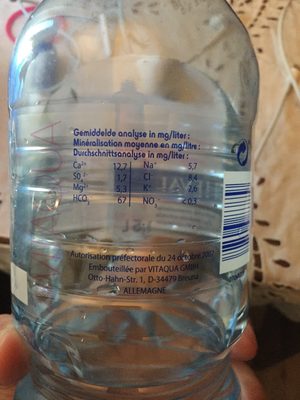 Gemiddelde analyse in mg/liter :
Minéralisation moyenne en mg/litre :
Durchschnittsanalyse in mg/liter :
Ca²⁺ 12,7 Na⁺ 5,7
SO₄²⁻ 1,7 Cl⁻ 8,4
Mg²⁺ 5,3 K⁺ 2,6
HCO₃⁻ 67 NO₃⁻ < 0,3
Autorisation préfectorale du 24 octobre 2007
Embouteillée par VITAQUA GMBH
Otto-Hahn-Str. 1, D-34479 Breuna
ALLEMAGNE